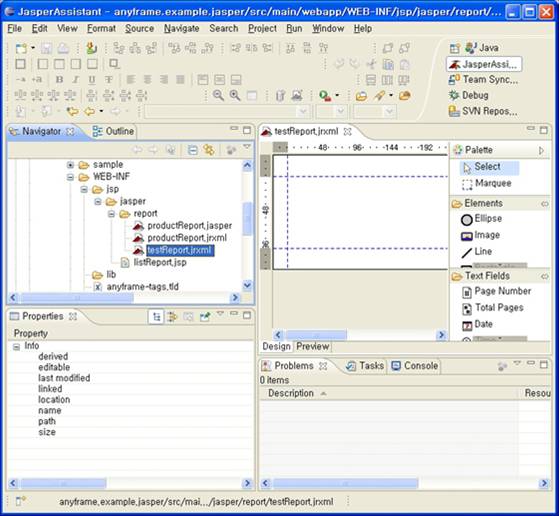 JasperAssistant - anyframe.example.jasper/src/main/webapp/WEB-INF/jsp/jasper/report/...
File Edit View Format Navigate Search Project Run Window Help
Java
JasperAssi...
Team Sync...
Debug
SVN Repos...
Navigator
Outline
sample
WEB-INF
jsp
jasper
report
productReport.jasper
productReport.jrxml
testReport.jrxml
listReport.jsp
lib
anyframe-tags.tld
testReport.jrxml
48 96 144 192
48
96
Design Preview
Palette
Select
Marquee
Elements
Ellipse
Image
Line
Text Fields
Page Number
Total Pages
Date
Properties
Property
Info
derived
editable
last modified
linked
location
name
path
size
Problems
Tasks
Console
0 items
Description
Resou
anyframe.example.jasper/src/mai.../jasper/report/testReport.jrxml